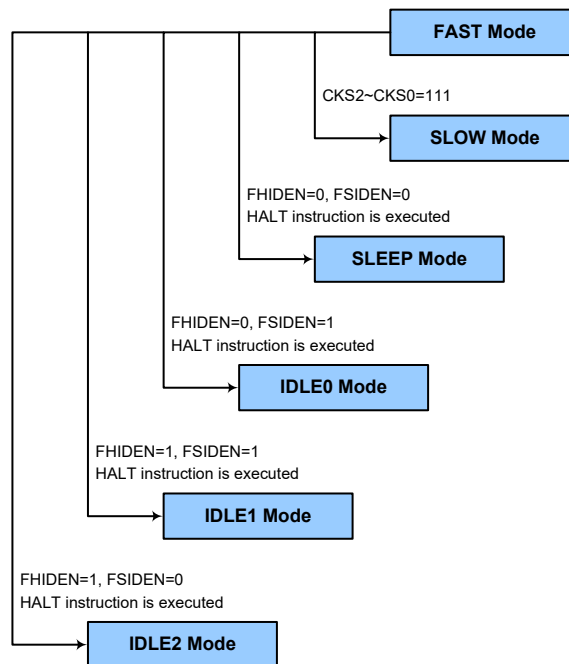 FAST Mode
CKS2~CKS0=111
SLOW Mode
FHIDEN=0, FSIDEN=0
HALT instruction is executed
SLEEP Mode
FHIDEN=0, FSIDEN=1
HALT instruction is executed
IDLE0 Mode
FHIDEN=1, FSIDEN=1
HALT instruction is executed
IDLE1 Mode
FHIDEN=1, FSIDEN=0
HALT instruction is executed
IDLE2 Mode